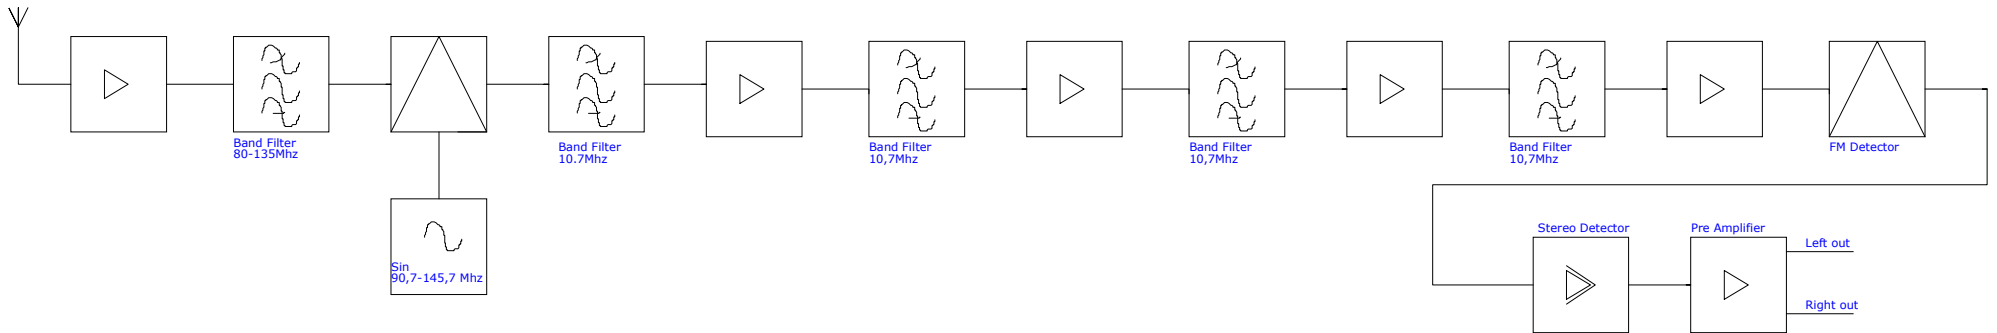 Band Filter
80-135Mhz
Band Filter
10.7Mhz
Band Filter
10,7Mhz
Band Filter
10,7Mhz
Band Filter
10,7Mhz
FM Detector
Sin
90,7-145,7 Mhz
Stereo Detector
Pre Amplifier
Left out
Right out